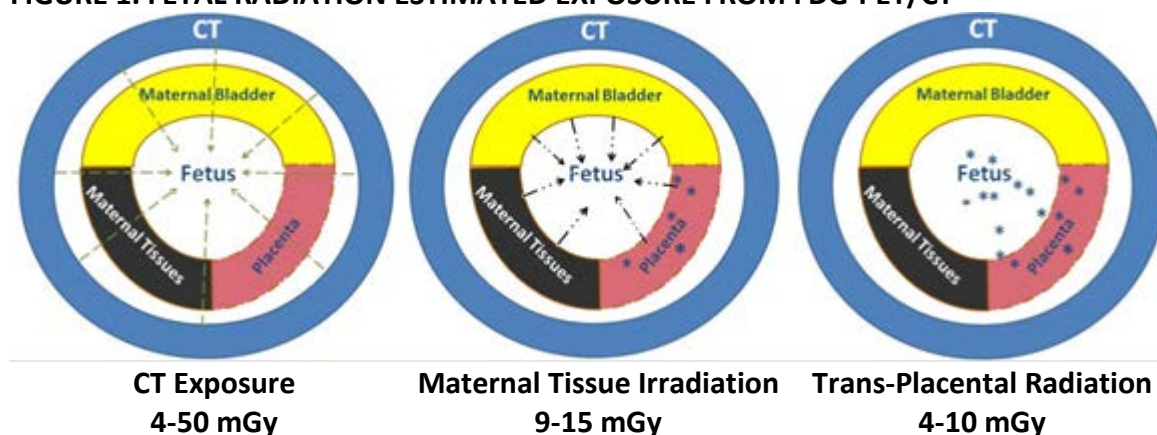 FIGURE 1: FETAL RADIATION ESTIMATED EXPOSURE FROM FDG-PET/CT
CT
Maternal Bladder
Fetus
Maternal Tissues
Placenta
CT
Maternal Bladder
Fetus
Maternal Tissues
Placenta
CT
Maternal Bladder
Fetus
Maternal Tissues
Placenta
CT Exposure
4-50 mGy
Maternal Tissue Irradiation
9-15 mGy
Trans-Placental Radiation
4-10 mGy